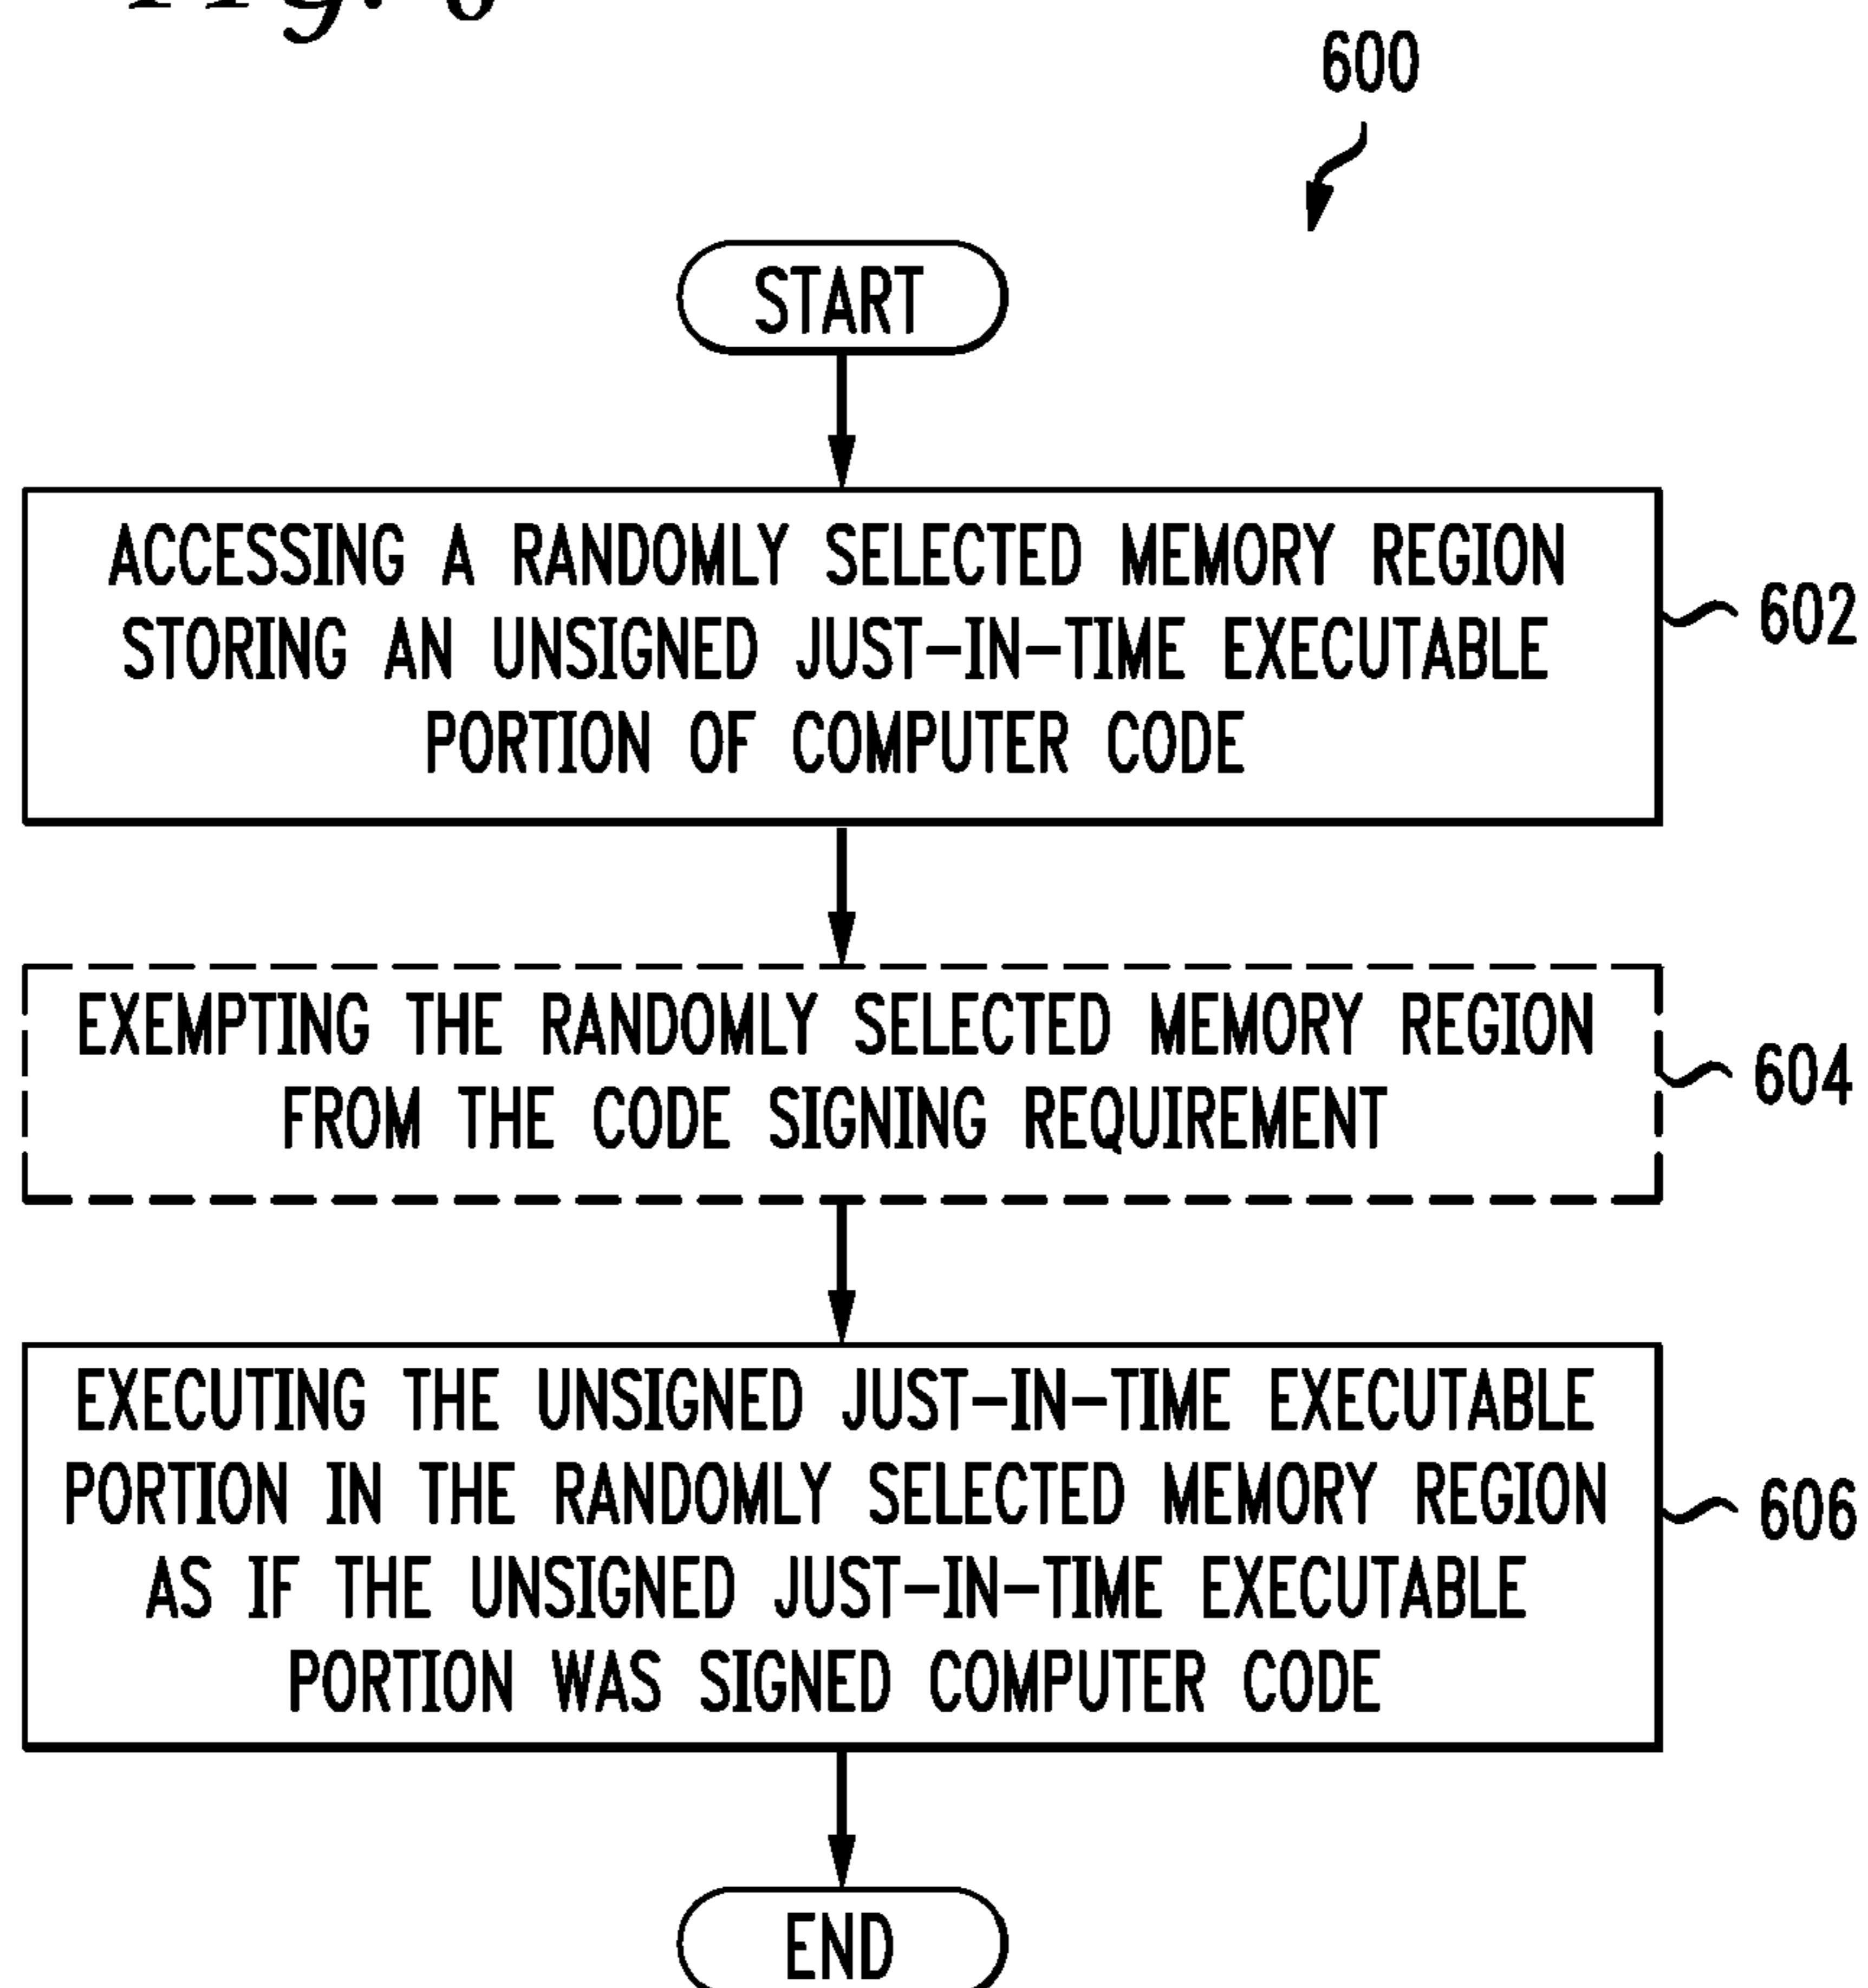 Fig. 6
600
START
ACCESSING A RANDOMLY SELECTED MEMORY REGION
STORING AN UNSIGNED JUST-IN-TIME EXECUTABLE
PORTION OF COMPUTER CODE
602
EXEMPTING THE RANDOMLY SELECTED MEMORY REGION
FROM THE CODE SIGNING REQUIREMENT
604
EXECUTING THE UNSIGNED JUST-IN-TIME EXECUTABLE
PORTION IN THE RANDOMLY SELECTED MEMORY REGION
AS IF THE UNSIGNED JUST-IN-TIME EXECUTABLE
PORTION WAS SIGNED COMPUTER CODE
606
END